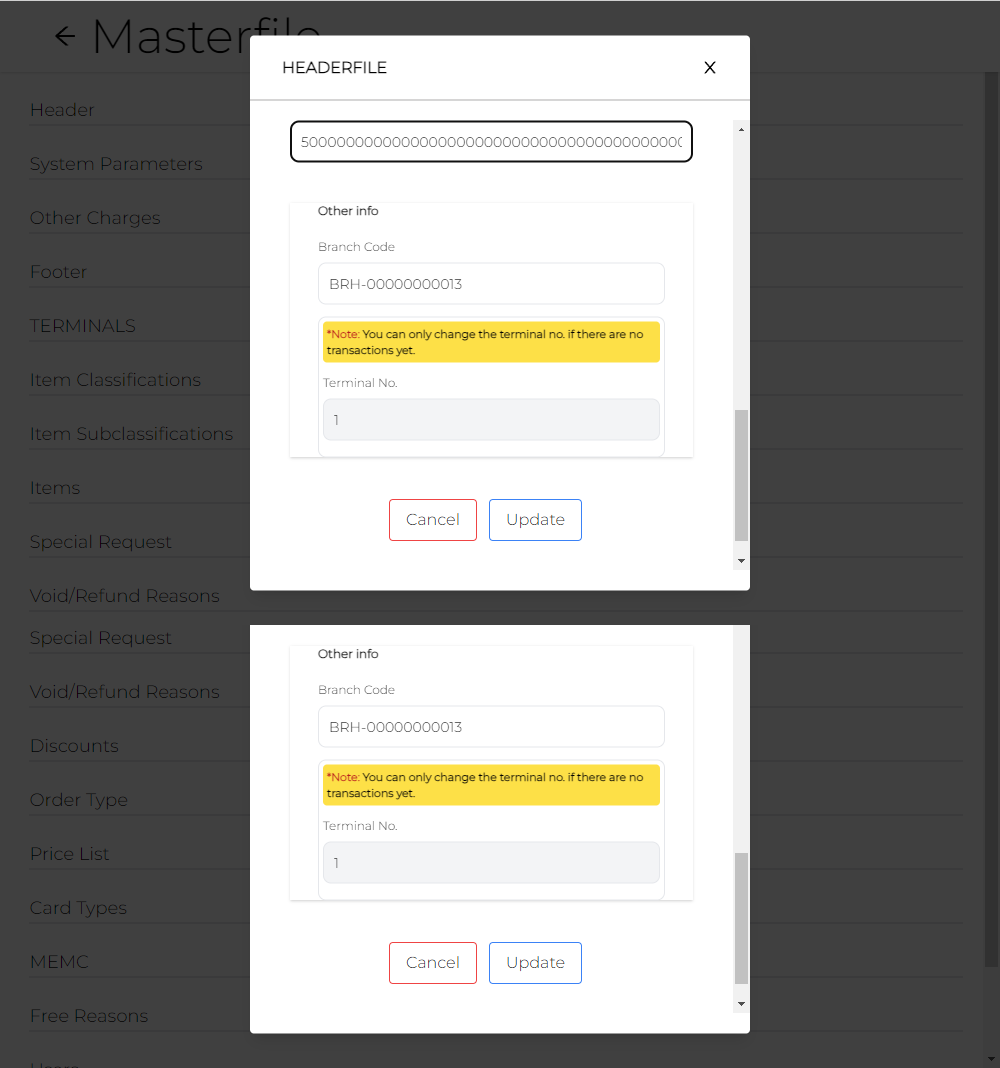 ← Masterfile
HEADERFILE
X
Header
System Parameters
Other Charges
Footer
TERMINALS
Item Classifications
Item Subclassifications
Items
Special Request
Void/Refund Reasons
Special Request
Void/Refund Reasons
Discounts
Order Type
Price List
Card Types
MEMC
Free Reasons
Users
Other info
Branch Code
BRH-00000000013
*Note: You can only change the terminal no. if there are no
transactions yet.
Terminal No.
1
Cancel
Update
Other info
Branch Code
BRH-00000000013
*Note: You can only change the terminal no. if there are no
transactions yet.
Terminal No.
1
Cancel
Update